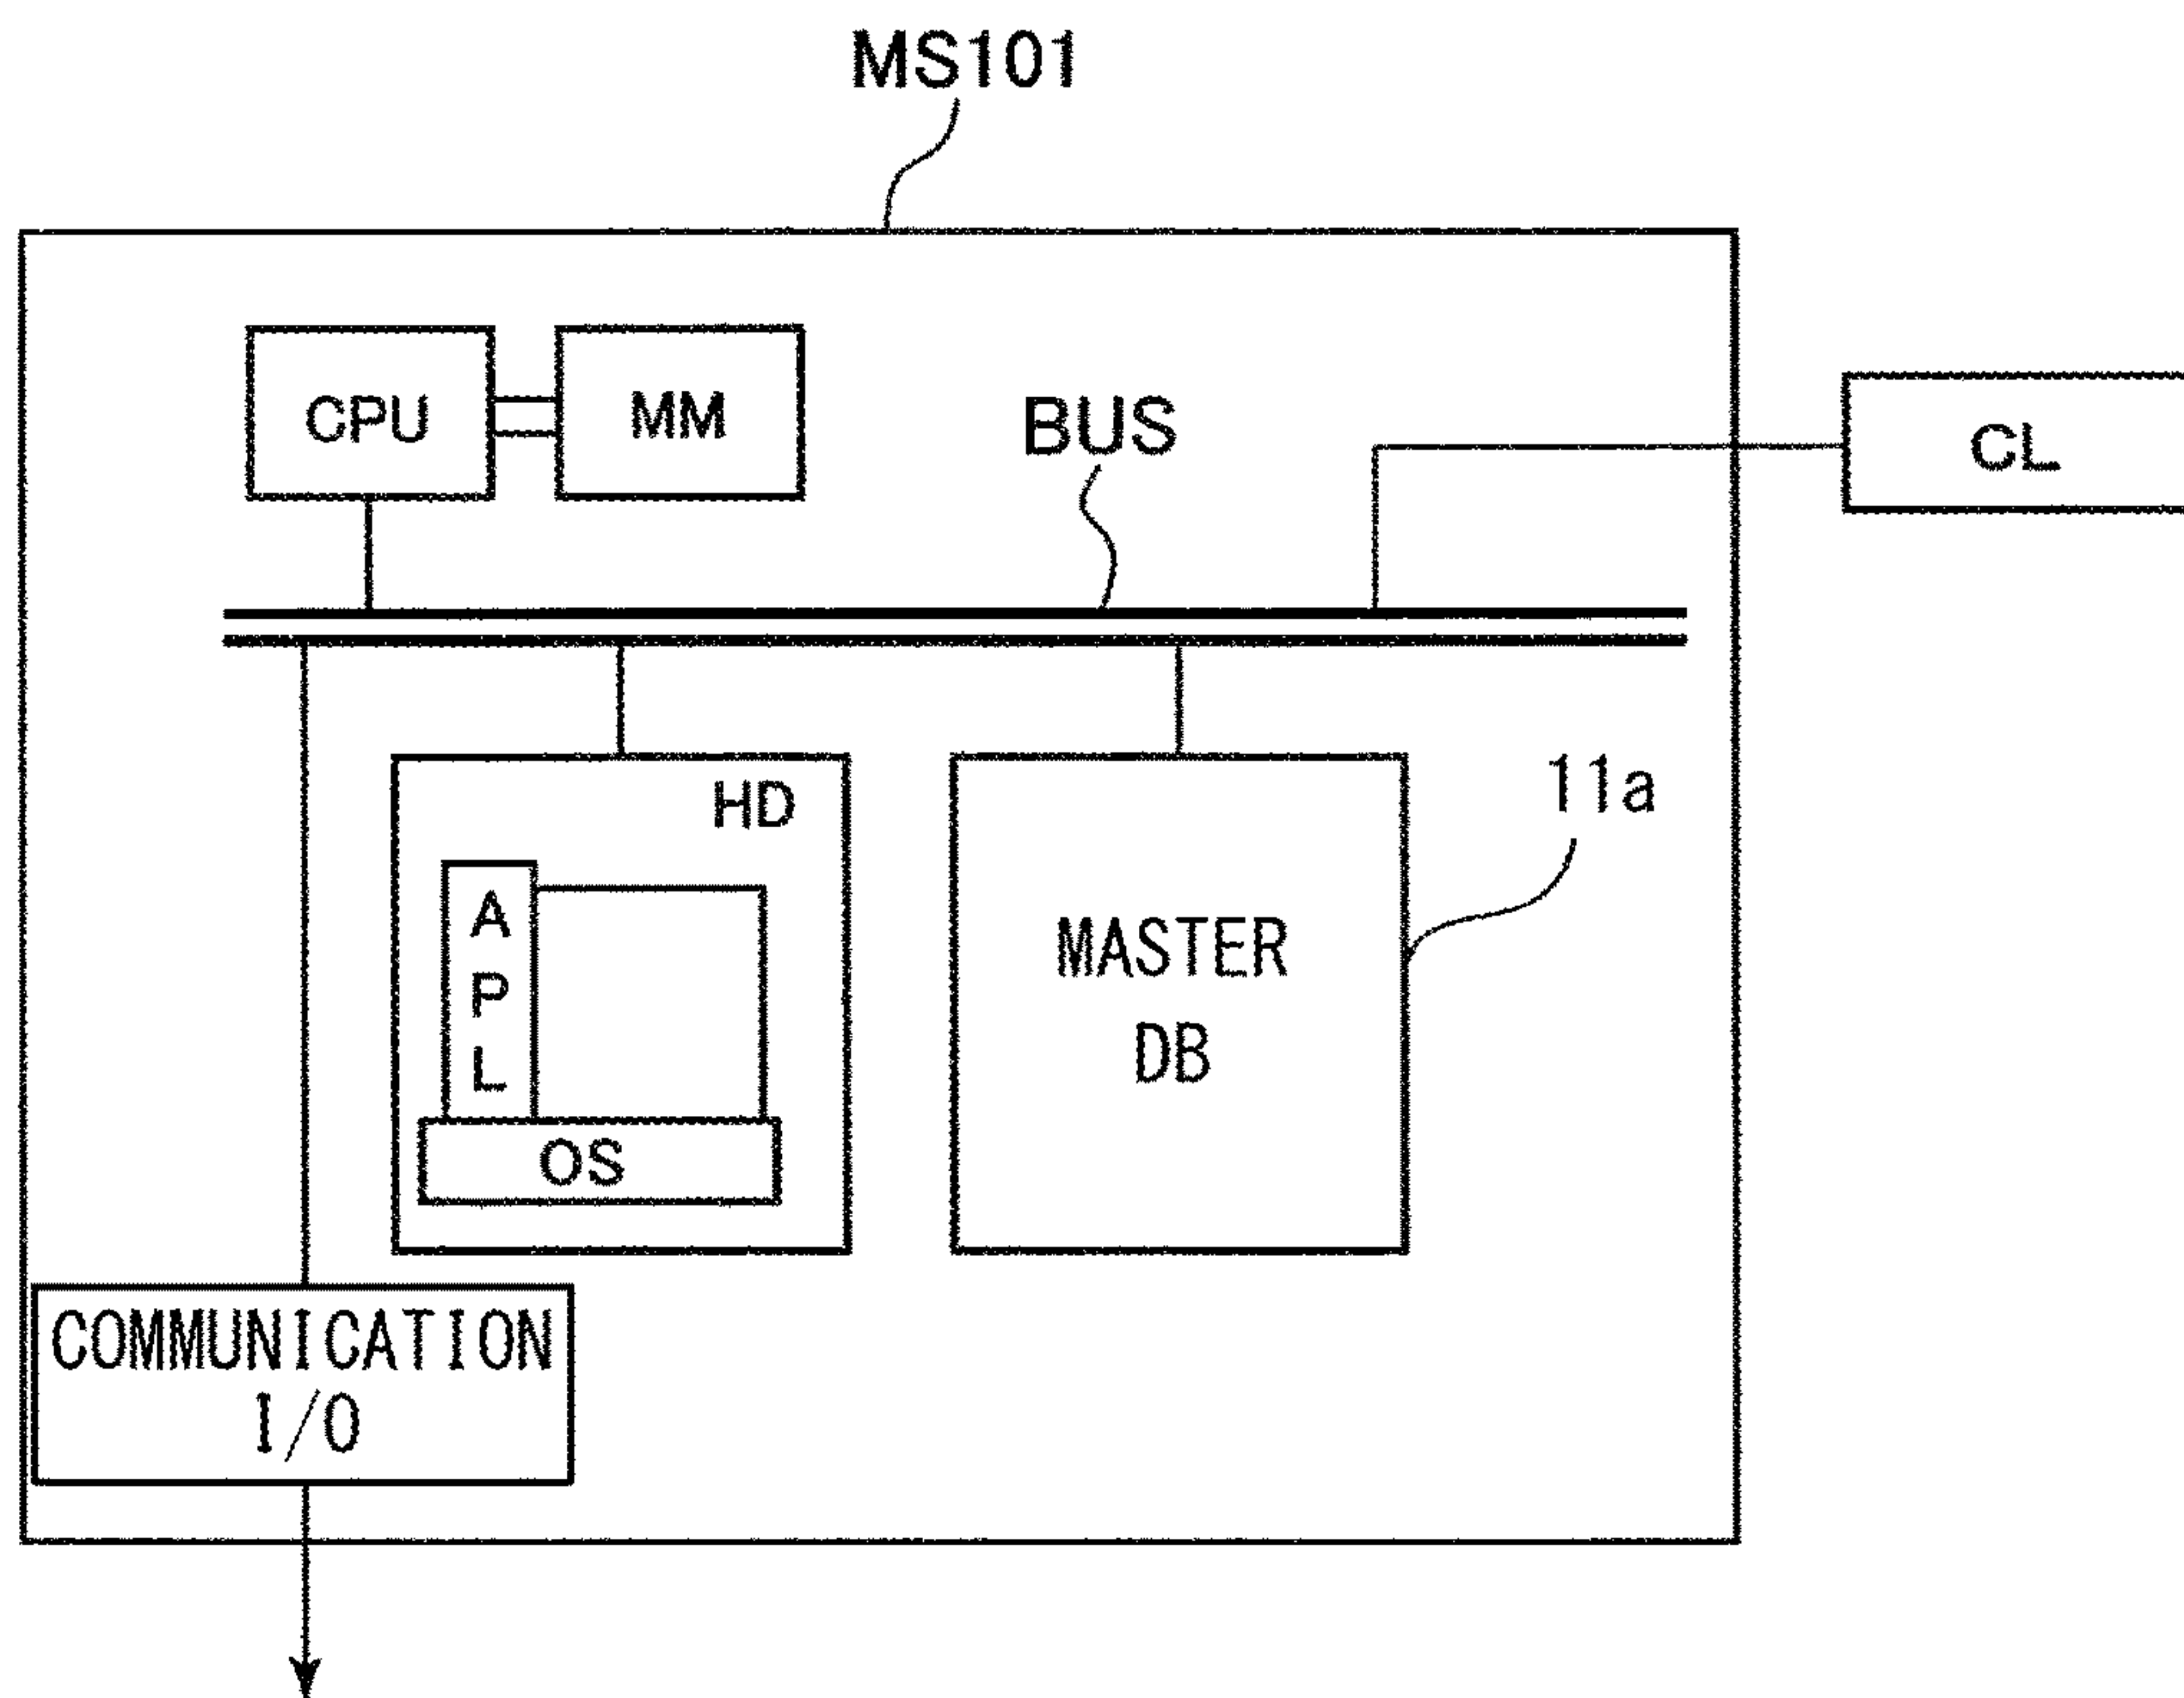 MS101
CPU
MM
BUS
CL
HD
11a
A
P
L
MASTER
DB
OS
COMMUNICATION
I/O